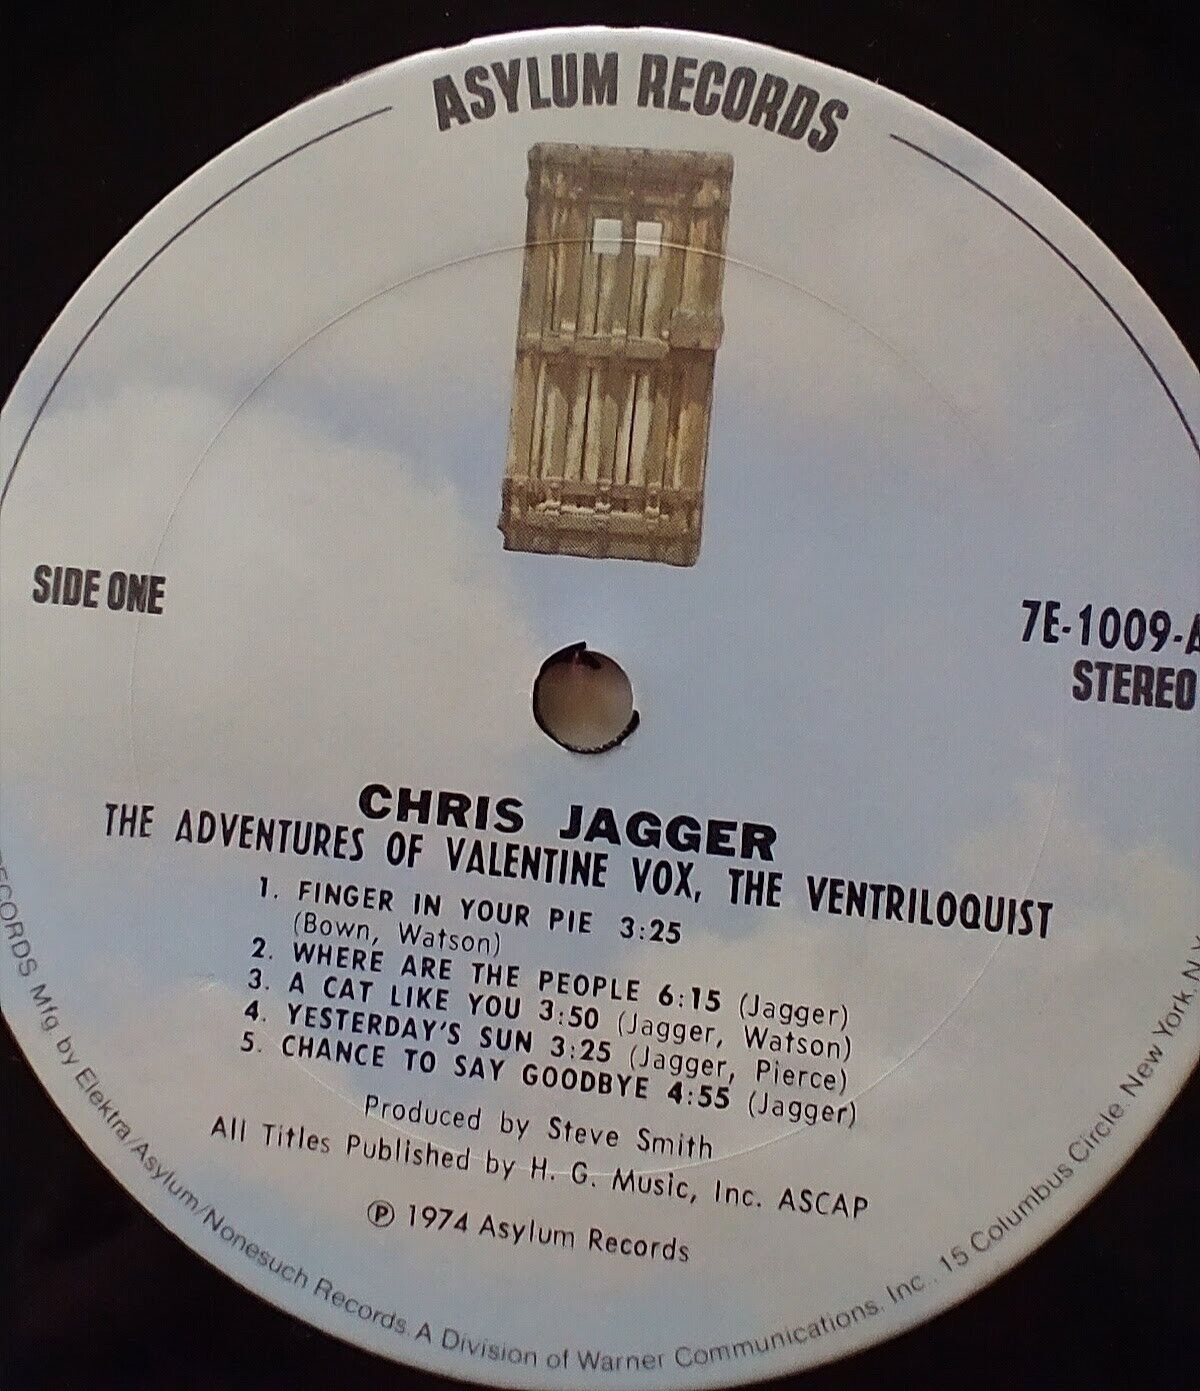 ASYLUM RECORDS
SIDE ONE
7E-1009-A
STEREO
CHRIS JAGGER
THE ADVENTURES OF VALENTINE VOX, THE VENTRILOQUIST
1. FINGER IN YOUR PIE 3:25
(Bown, Watson)
2. WHERE ARE THE PEOPLE 6:15 (Jagger)
3. A CAT LIKE YOU 3:50 (Jagger, Watson)
4. YESTERDAY'S SUN 3:25 (Jagger, Pierce)
5. CHANCE TO SAY GOODBYE 4:55 (Jagger)
Produced by Steve Smith
All Titles Published by H. G. Music, Inc. ASCAP
Ⓟ 1974 Asylum Records
RECORDS Mfg. by Elektra/Asylum/Nonesuch Records. A Division of Warner Communications, Inc., 15 Columbus Circle. New York, N.Y.